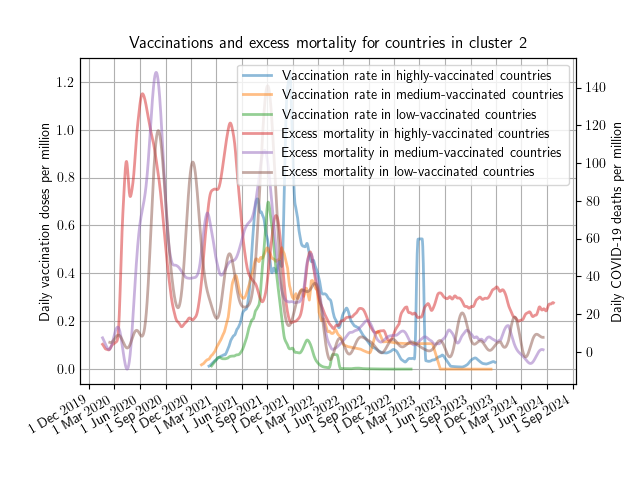 Vaccinations and excess mortality for countries in cluster 2
Vaccination rate in highly-vaccinated countries
Vaccination rate in medium-vaccinated countries
Vaccination rate in low-vaccinated countries
Excess mortality in highly-vaccinated countries
Excess mortality in medium-vaccinated countries
Excess mortality in low-vaccinated countries
Daily vaccination doses per million
1.2
1.0
0.8
0.6
0.4
0.2
0.0
140
120
100
80
60
40
20
0
Daily COVID-19 deaths per million
1 Dec 2019
1 Mar 2020
1 Jun 2020
1 Sep 2020
1 Dec 2020
1 Mar 2021
1 Jun 2021
1 Sep 2021
1 Dec 2021
1 Mar 2022
1 Jun 2022
1 Sep 2022
1 Dec 2022
1 Mar 2023
1 Jun 2023
1 Sep 2023
1 Dec 2023
1 Mar 2024
1 Jun 2024
1 Sep 2024